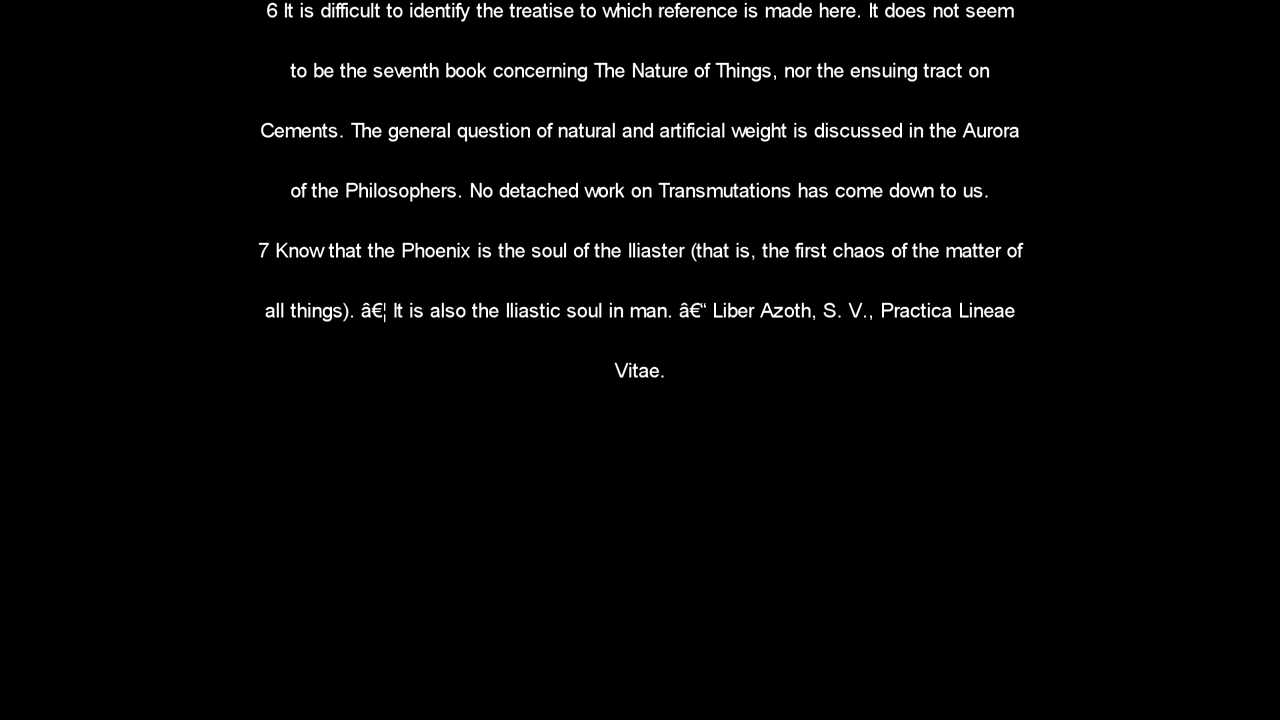 6 It is difficult to identify the treatise to which reference is made here. It does not seem
to be the seventh book concerning The Nature of Things, nor the ensuing tract on
Cements. The general question of natural and artificial weight is discussed in the Aurora
of the Philosophers. No detached work on Transmutations has come down to us.
7 Know that the Phoenix is the soul of the Iliaster (that is, the first chaos of the matter of
all things). â€¦ It is also the Iliastic soul in man. â€“ Liber Azoth, S. V., Practica Lineae
Vitae.